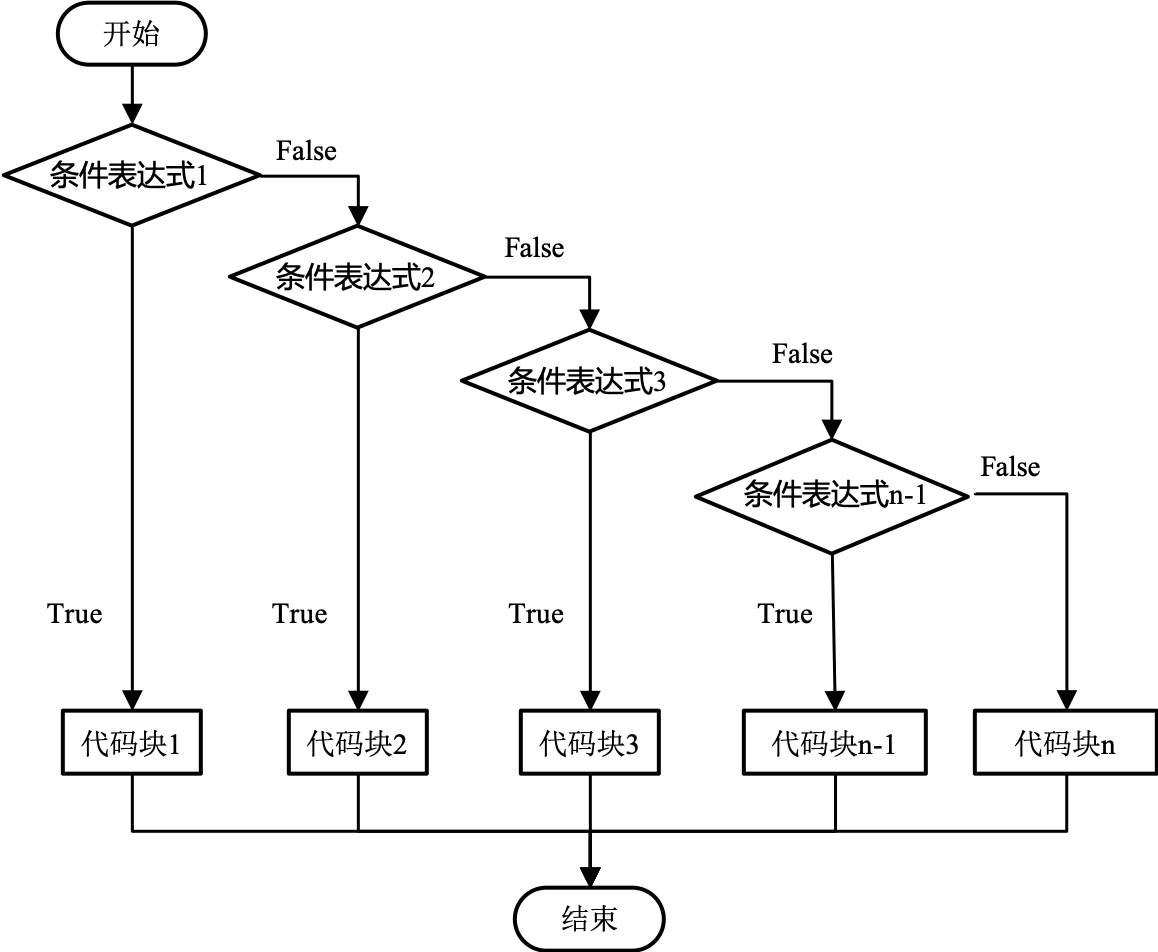 开始
条件表达式1
False
条件表达式2
False
条件表达式3
False
条件表达式n-1
False
True
True
True
True
代码块1
代码块2
代码块3
代码块n-1
代码块n
结束